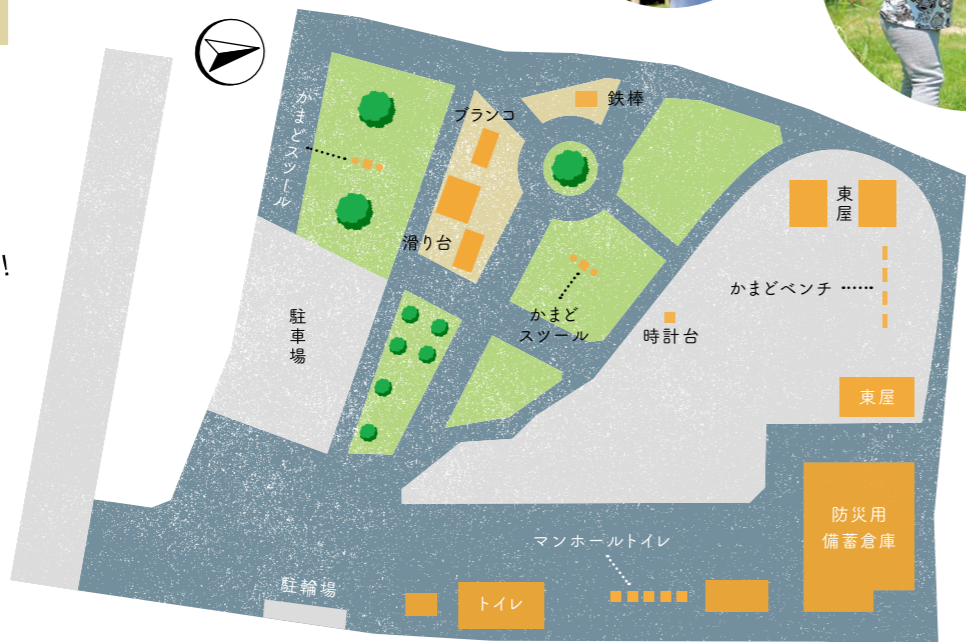 鉄棒
ブランコ
かまどスツール
東屋
滑り台
！
かまどベンチ
かまど
スツール
時計台
駐車場
東屋
防災用
備蓄倉庫
マンホールトイレ
駐輪場
トイレ